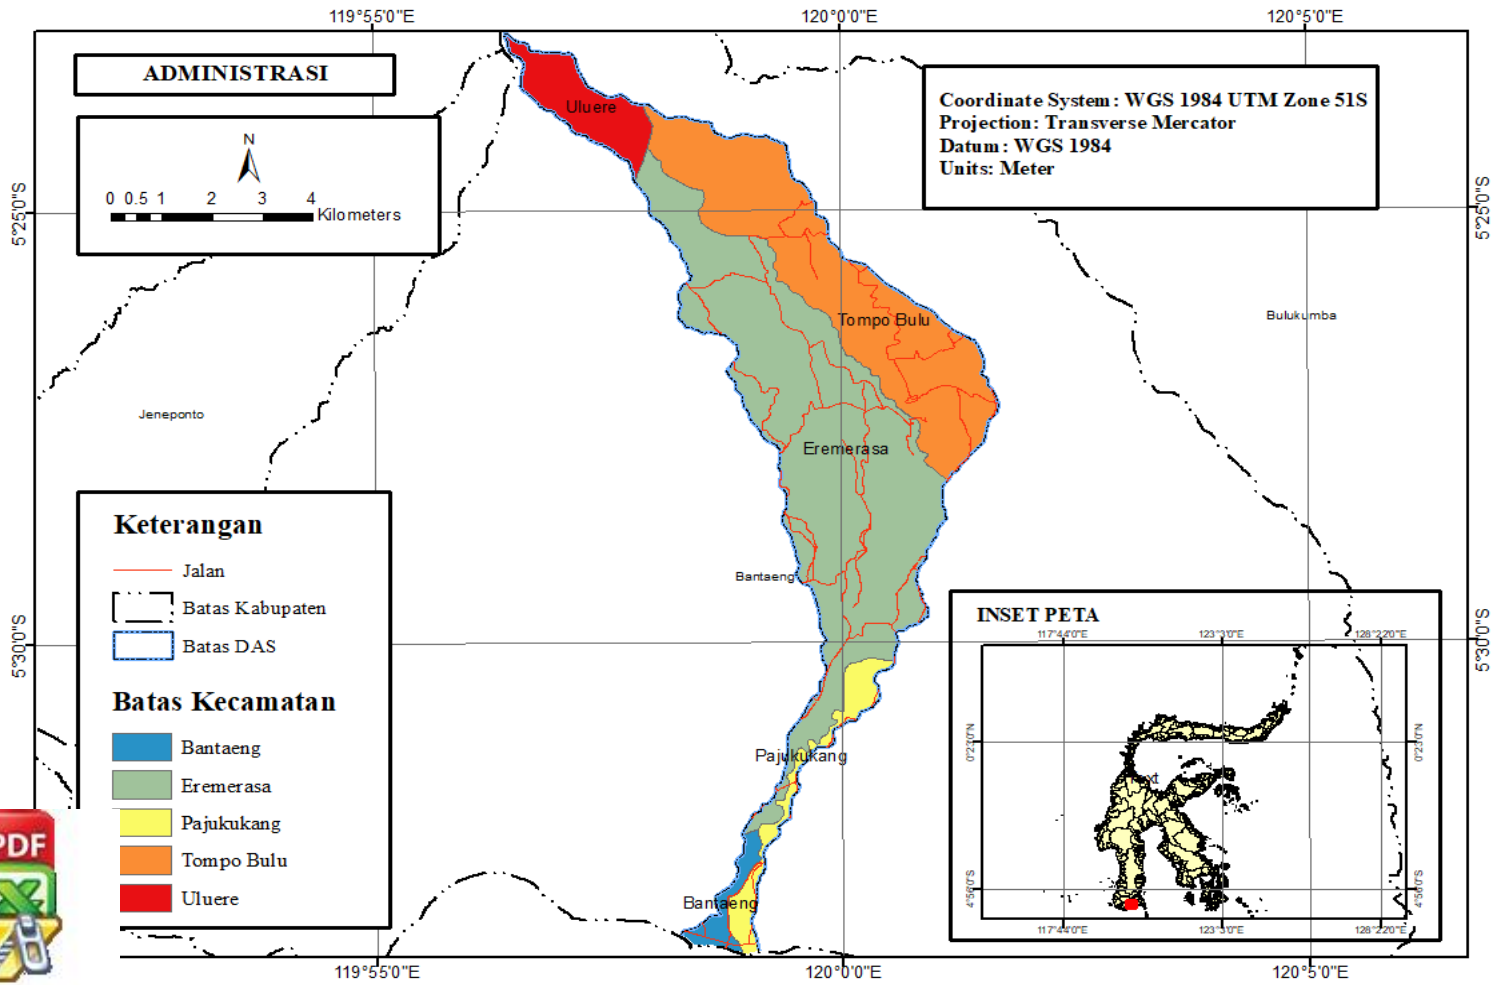 119°55'0"E
120°0'0"E
120°5'0"E
ADMINISTRASI
N
0 0.5 1 2 3 4
Kilometers
Coordinate System: WGS 1984 UTM Zone 51S
Projection: Transverse Mercator
Datum: WGS 1984
Units: Meter
5°25'0"S
5°25'0"S
Uluere
Tompo Bulu
Bulukumba
Jeneponto
Eremerasa
Bantaeng
Keterangan
Jalan
Batas Kabupaten
Batas DAS
5°30'0"S
5°30'0"S
Batas Kecamatan
Bantaeng
Eremerasa
Pajukukang
Tompo Bulu
Uluere
Pajukukang
Bantaeng
INSET PETA
117°44'0"E
123°3'0"E
128°22'0"E
0°23'0"N
0°23'0"N
4°56'0"S
4°56'0"S
117°44'0"E
123°3'0"E
128°22'0"E
PDF
119°55'0"E
120°0'0"E
120°5'0"E